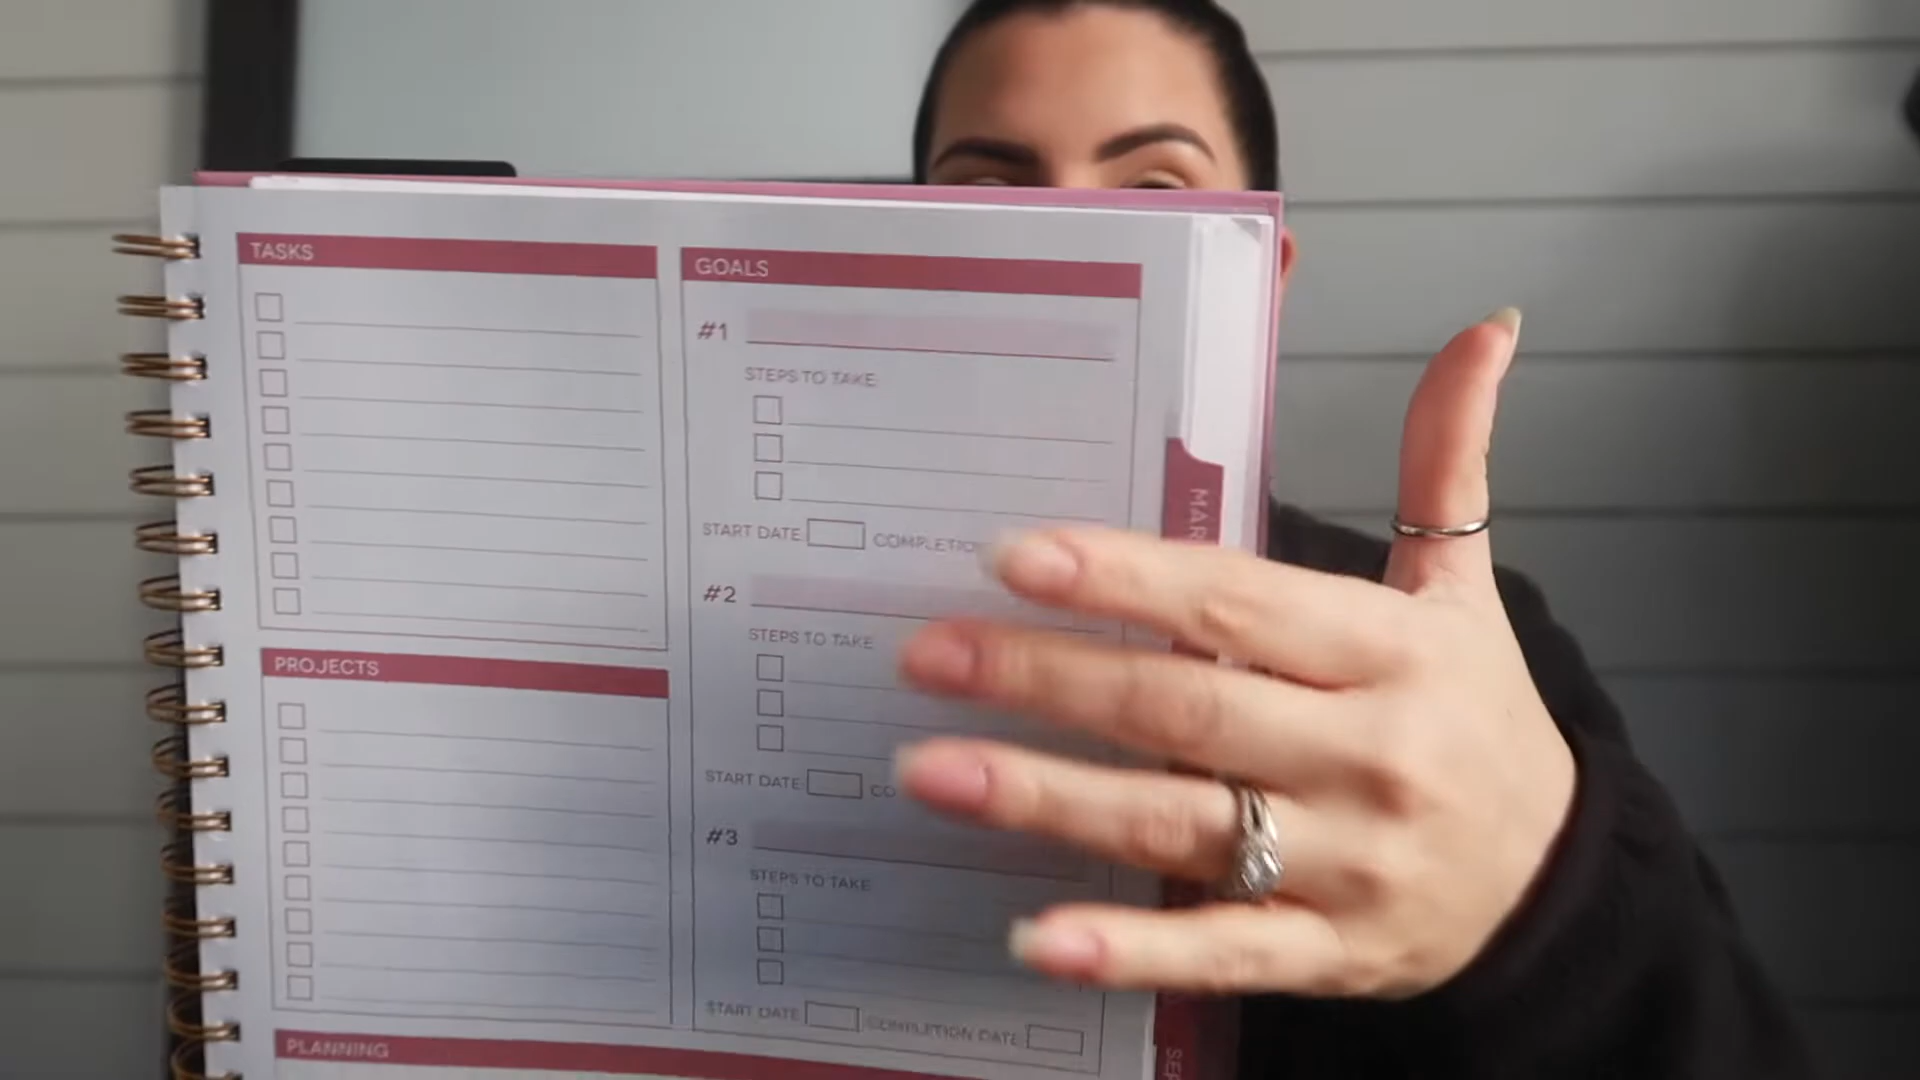 TASKS
PROJECTS
PLANNING
GOALS
#1
STEPS TO TAKE
START DATE
#2
STEPS TO TAKE
START DATE
#3
STEPS TO TAKE
START DATE COMPLETION DATE
MAR